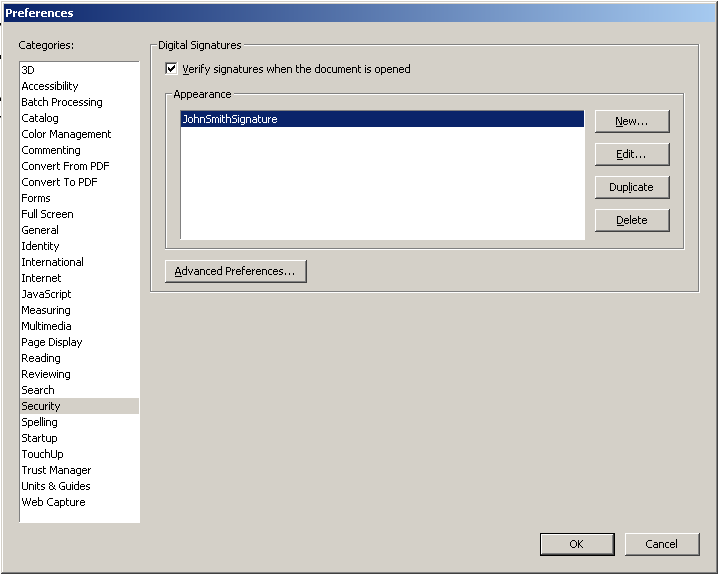 Preferences
Categories:
3D
Accessibility
Batch Processing
Catalog
Color Management
Commenting
Convert From PDF
Convert To PDF
Forms
Full Screen
General
Identity
International
Internet
JavaScript
Measuring
Multimedia
Page Display
Reading
Reviewing
Search
Security
Spelling
Startup
TouchUp
Trust Manager
Units & Guides
Web Capture
Digital Signatures
Verify signatures when the document is opened
Appearance
JohnSmithSignature
New...
Edit...
Duplicate
Delete
Advanced Preferences...
OK
Cancel